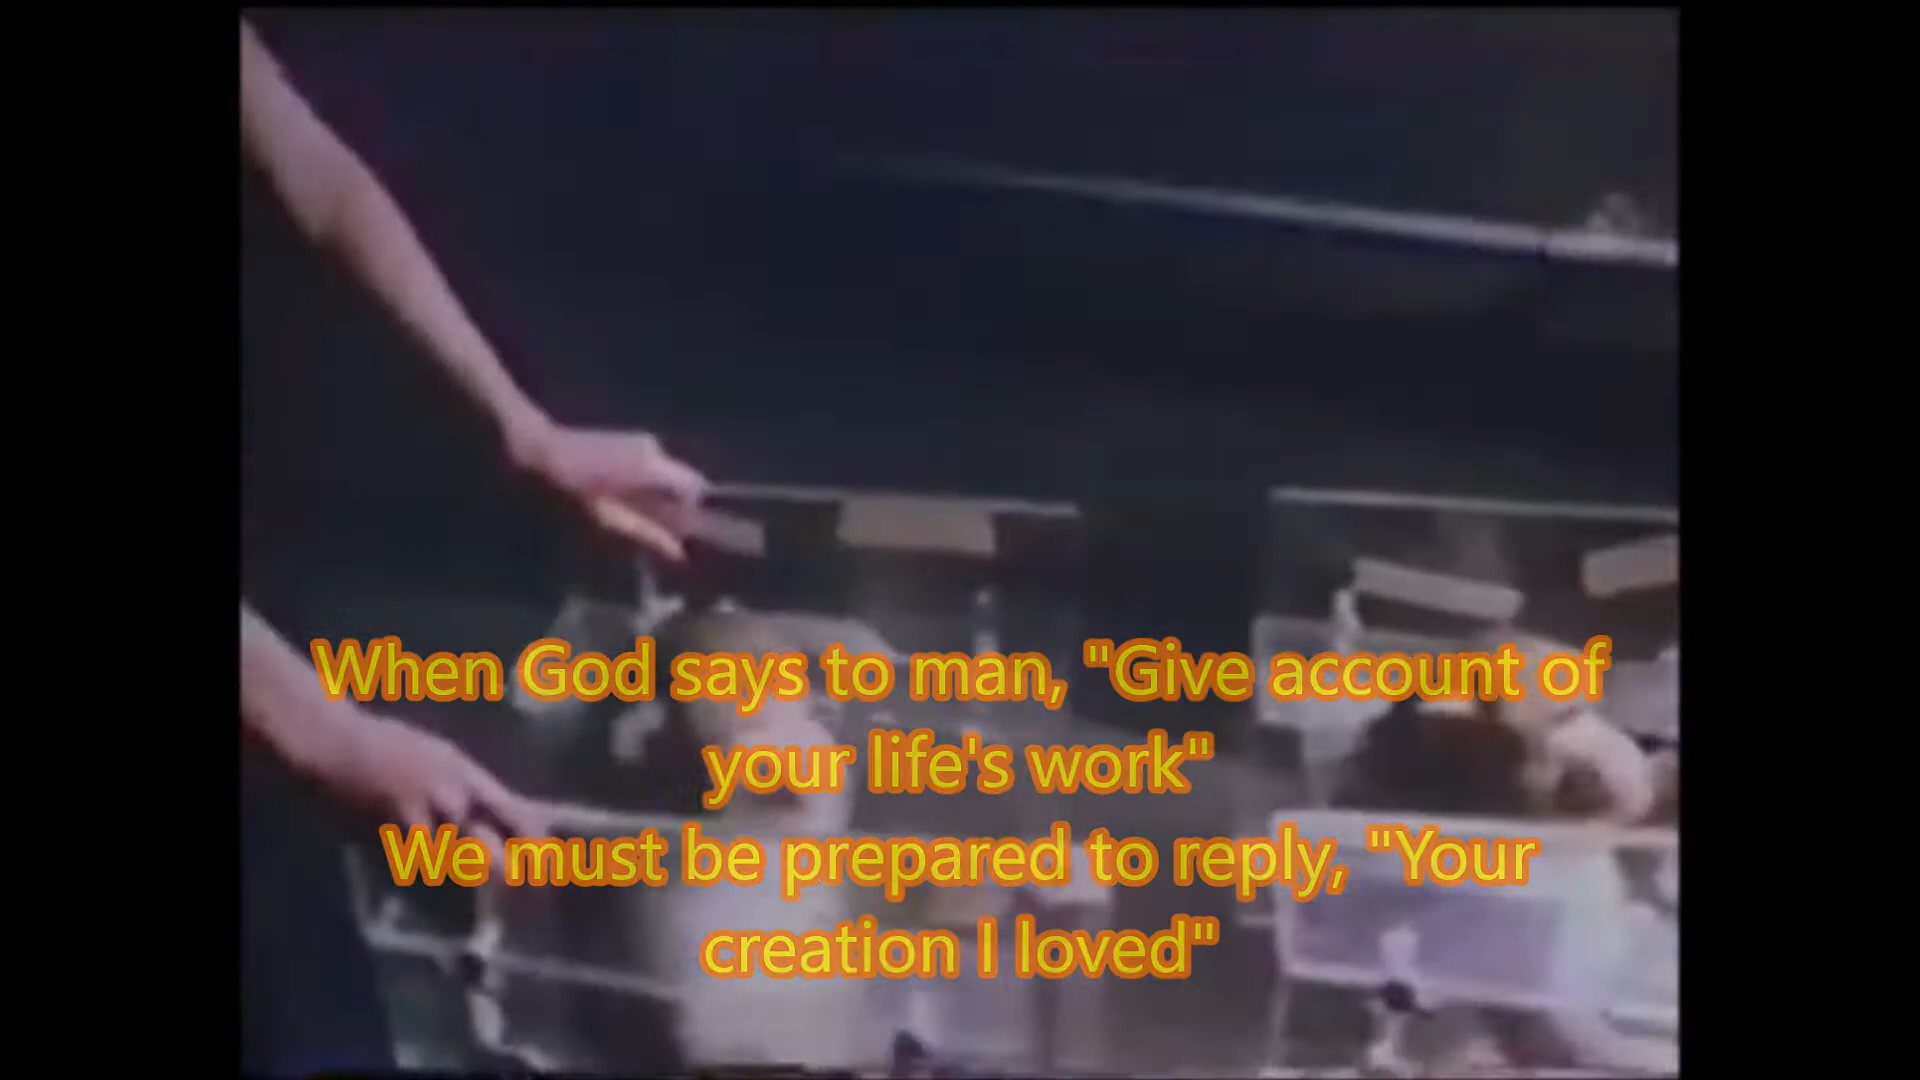 When God says to man, "Give account of
your life's work"
We must be prepared to reply, "Your
creation I loved"